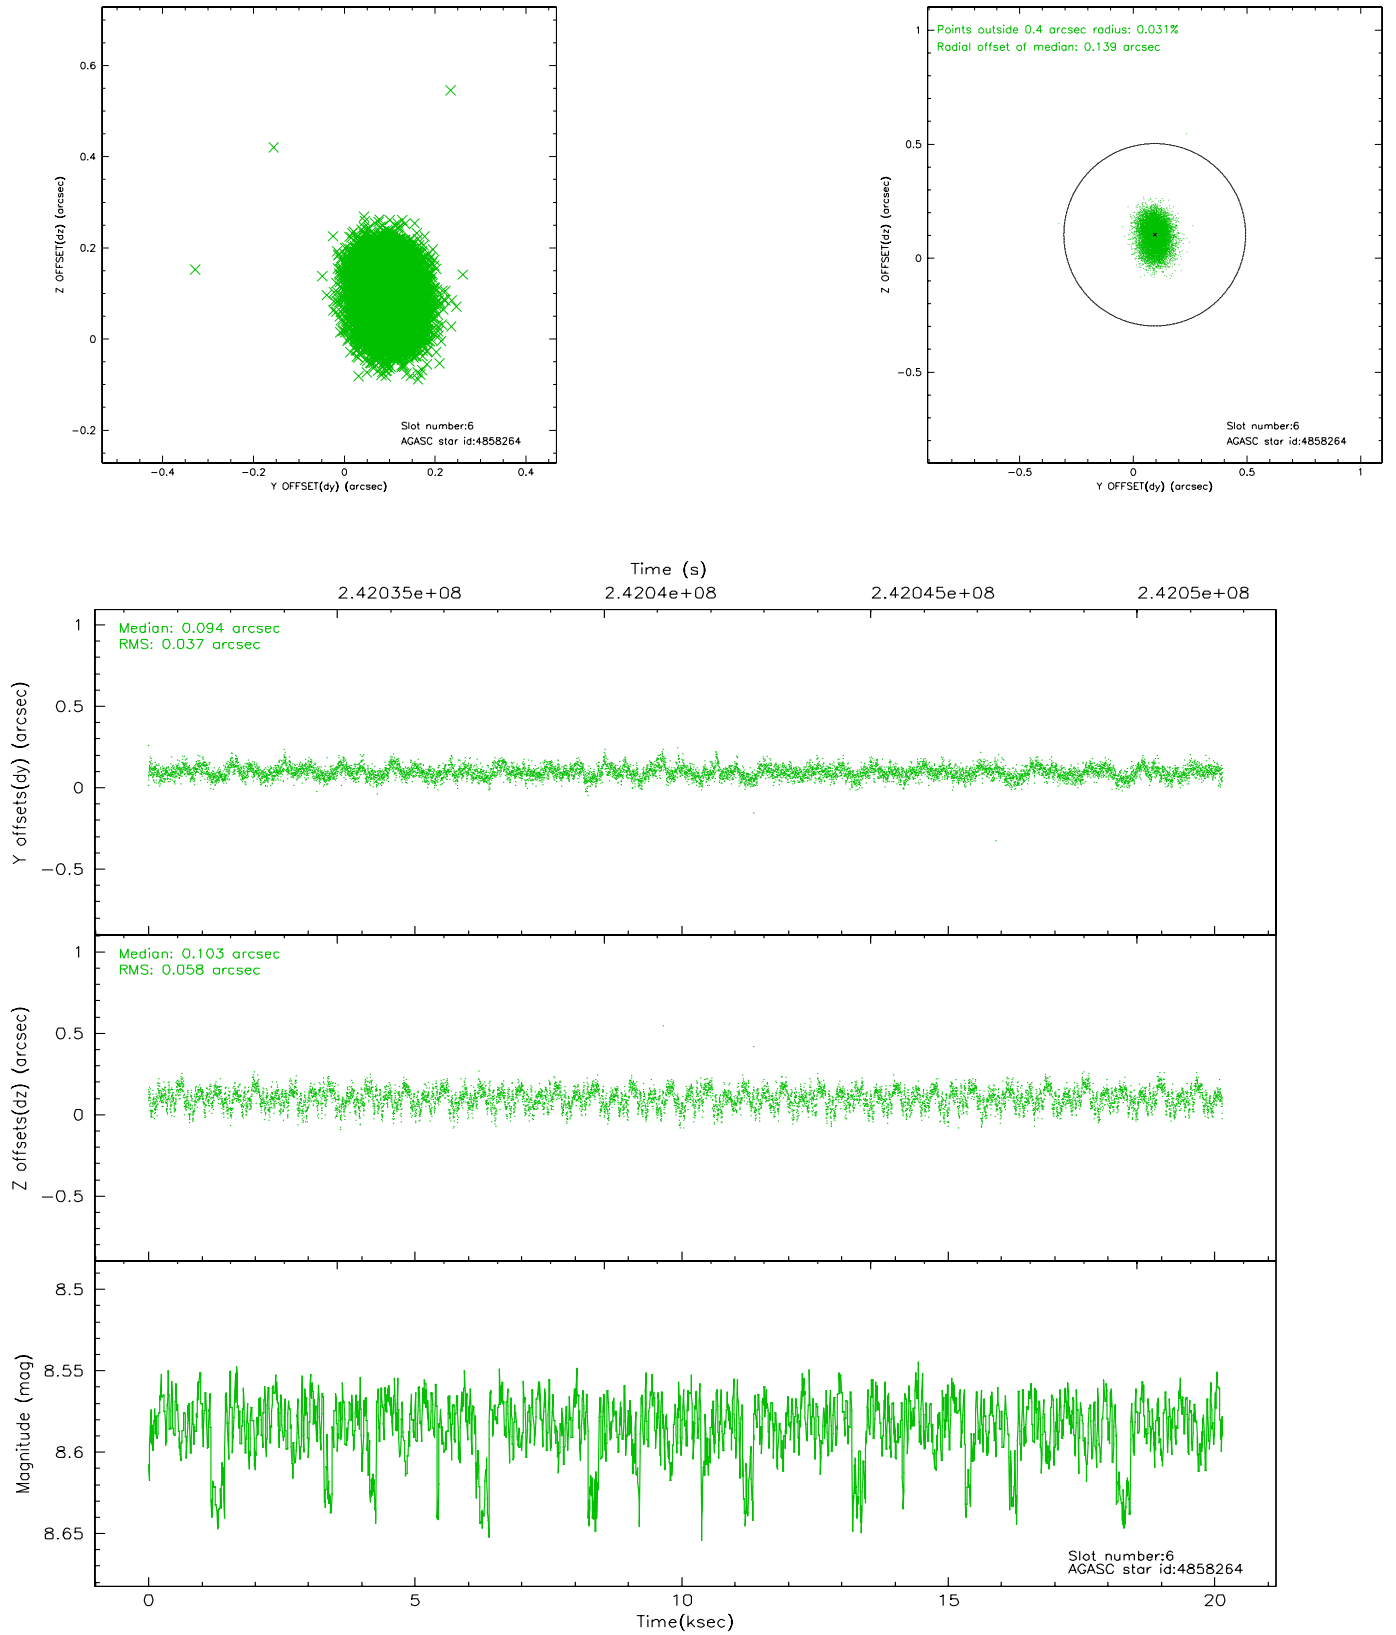 0.6
0.4
0.2
0
−0.2
−0.4
−0.2
0
0.2
0.4
Z OFFSET(dz) (arcsec)
Y OFFSET(dy) (arcsec)
Slot number:6
AGASC star id:4858264
Points outside 0.4 arcsec radius: 0.031%
Radial offset of median: 0.139 arcsec
1
0.5
0
−0.5
−0.5
0
0.5
1
Z OFFSET(dz) (arcsec)
Y OFFSET(dy) (arcsec)
Slot number:6
AGASC star id:4858264
Time (s)
2.42035e+08
2.4204e+08
2.42045e+08
2.4205e+08
Median: 0.094 arcsec
RMS: 0.037 arcsec
1
0.5
0
−0.5
Y offsets(dy) (arcsec)
Median: 0.103 arcsec
RMS: 0.058 arcsec
1
0.5
0
−0.5
Z offsets(dz) (arcsec)
8.5
8.55
8.6
8.65
Magnitude (mag)
Slot number:6
AGASC star id:4858264
0
5
10
15
20
Time(ksec)